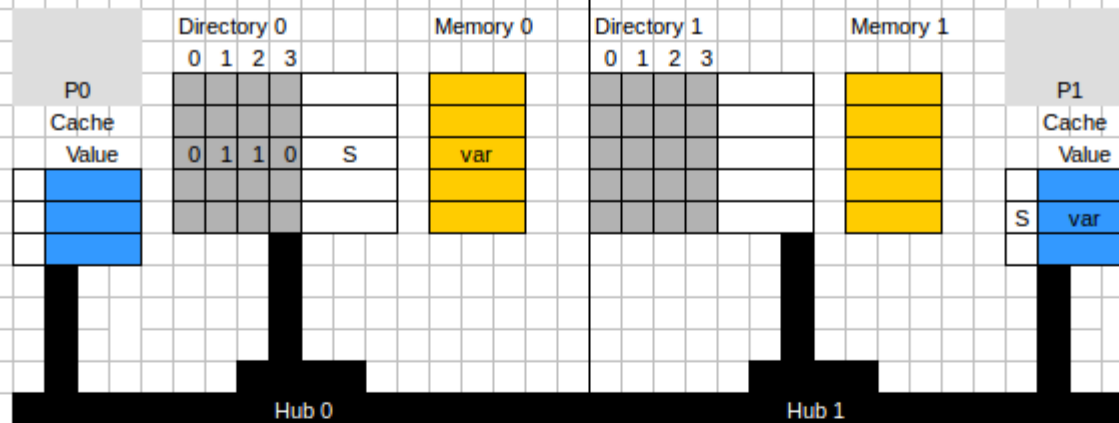 Directory 0 Memory 0 Directory 1 Memory 1
0 1 2 3 0 1 2 3
P0 P1
Cache Cache
Value 0 1 1 0 S var Value
S var
Hub 0 Hub 1